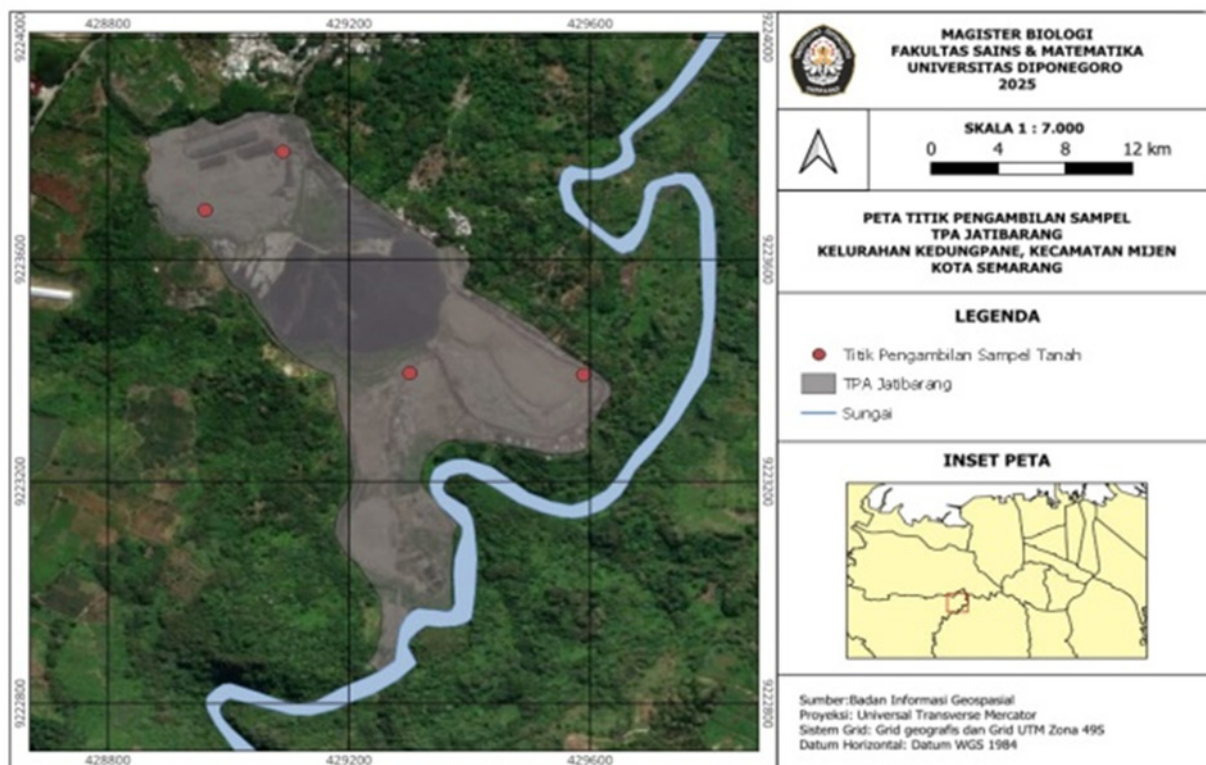 428800 429200 429600
9224000 9224000
9223600 9223600
9223200 9223200
9222800 9222800
428800 429200 429600
MAGISTER BIOLOGI
FAKULTAS SAINS & MATEMATIKA
UNIVERSITAS DIPONEGORO
2025
SKALA 1 : 7.000
0 4 8 12 km
PETA TITIK PENGAMBILAN SAMPEL
TPA JATIBARANG
KELURAHAN KEDUNGPANE, KECAMATAN MIJEN
KOTA SEMARANG
LEGENDA
Titik Pengambilan Sampel Tanah
TPA Jatibarang
Sungai
INSET PETA
Sumber:Badan Informasi Geospasial
Proyeksi: Universal Transverse Mercator
Sistem Grid: Grid geografis dan Grid UTM Zona 49S
Datum Horizontal: Datum WGS 1984